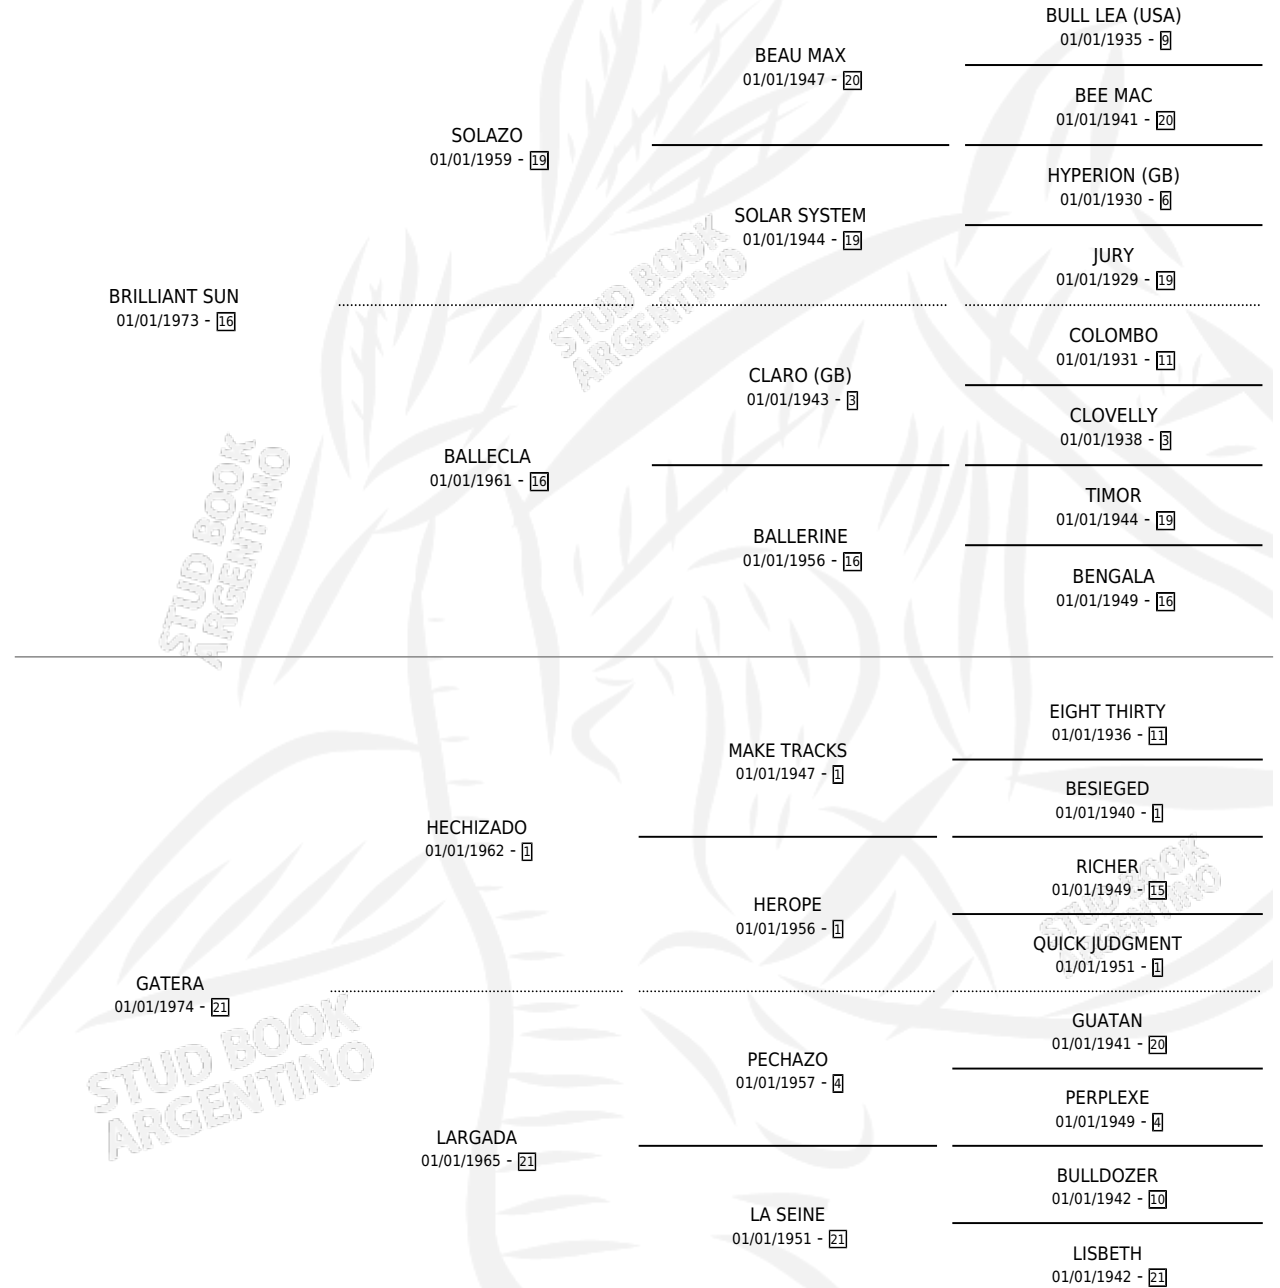 BULL LEA (USA)
01/01/1935 - 9
BEAU MAX
01/01/1947 - 20
BEE MAC
01/01/1941 - 20
SOLAZO
01/01/1959 - 19
HYPERION (GB)
01/01/1930 - 6
SOLAR SYSTEM
01/01/1944 - 19
JURY
01/01/1929 - 19
BRILLIANT SUN
01/01/1973 - 16
COLOMBO
01/01/1931 - 11
CLARO (GB)
01/01/1943 - 3
CLOVELLY
01/01/1938 - 3
BALLECLA
01/01/1961 - 16
TIMOR
01/01/1944 - 19
BALLERINE
01/01/1956 - 16
BENGALA
01/01/1949 - 16
STUD BOOK
ARGENTINO
STUD BOOK
ARGENTINO
EIGHT THIRTY
01/01/1936 - 11
MAKE TRACKS
01/01/1947 - 1
BESIEGED
01/01/1940 - 1
HECHIZADO
01/01/1962 - 1
RICHER
01/01/1949 - 15
HEROPE
01/01/1956 - 1
QUICK JUDGMENT
01/01/1951 - 1
GATERA
01/01/1974 - 21
GUATAN
01/01/1941 - 20
PECHAZO
01/01/1957 - 4
PERPLEXE
01/01/1949 - 4
LARGADA
01/01/1965 - 21
BULLDOZER
01/01/1942 - 10
LA SEINE
01/01/1951 - 21
LISBETH
01/01/1942 - 21
STUD BOOK
ARGENTINO
STUD BOOK
ARGENTINO